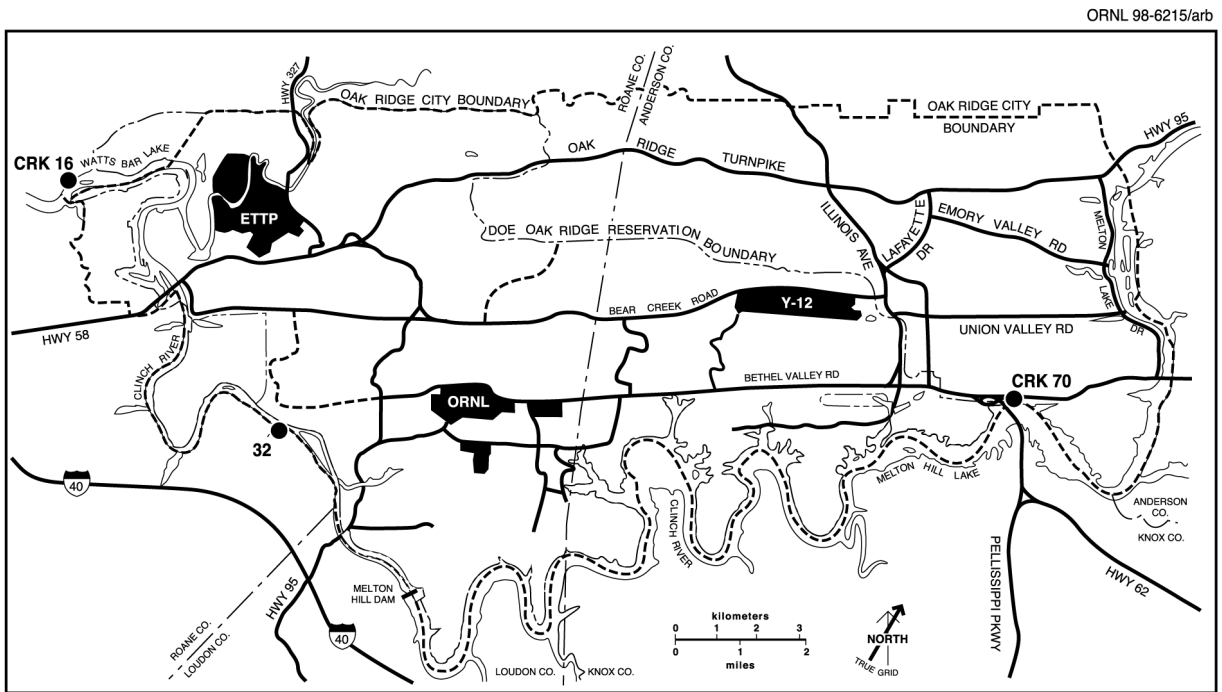 ORNL 98-6215/arb
HWY 327
OAK RIDGE CITY BOUNDARY
ROANE CO.
ANDERSON CO.
OAK RIDGE CITY
BOUNDARY
HWY 95
CRK 16
WATTS BAR LAKE
OAK RIDGE TURNPIKE
ETTP
ILLINOIS AVE
LAFAYETTE
DR
EMORY VALLEY RD
MELTON
LAKE
DR
DOE OAK RIDGE RESERVATION BOUNDARY
BEAR CREEK ROAD
Y-12
UNION VALLEY RD
HWY 58
CLINCH RIVER
BETHEL VALLEY RD
CRK 70
ORNL
32
40
MELTON HILL LAKE
CLINCH RIVER
ANDERSON
CO.
KNOX CO.
PELLISSIPPI PKWY
HWY 62
MELTON
HILL DAM
HWY 95
ROANE CO.
LOUDON CO.
40
LOUDON CO.
KNOX CO.
kilometers
0 1 2 3
0 1 2
miles
NORTH
TRUE GRID